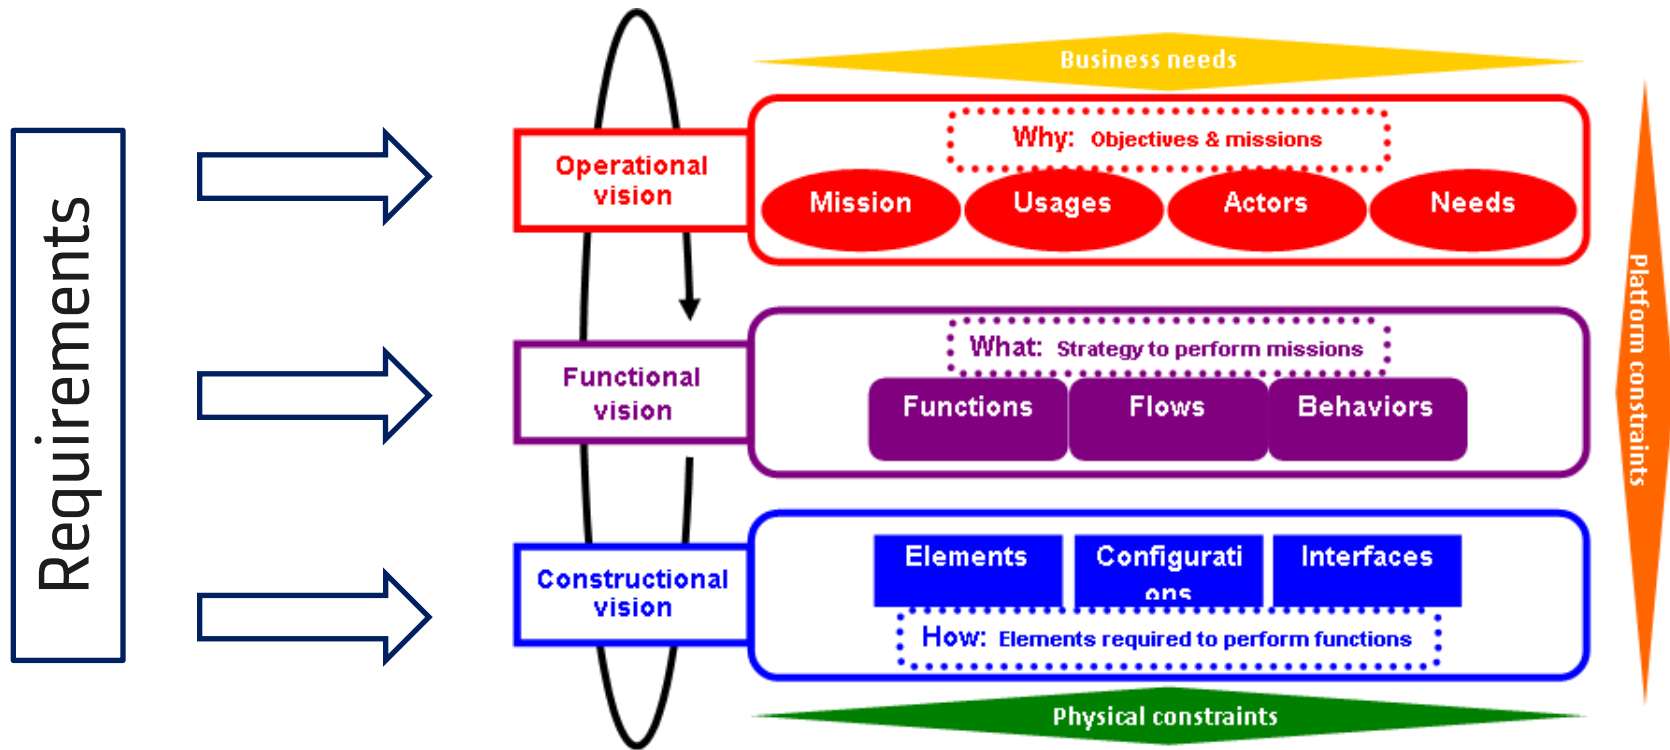 Requirements
Business needs
Operational
vision
Why: Objectives & missions
Mission
Usages
Actors
Needs
Functional
vision
What: Strategy to perform missions
Functions
Flows
Behaviors
Constructional
vision
Elements
Configurati
ons
Interfaces
How: Elements required to perform functions
Physical constraints
Platform constraints